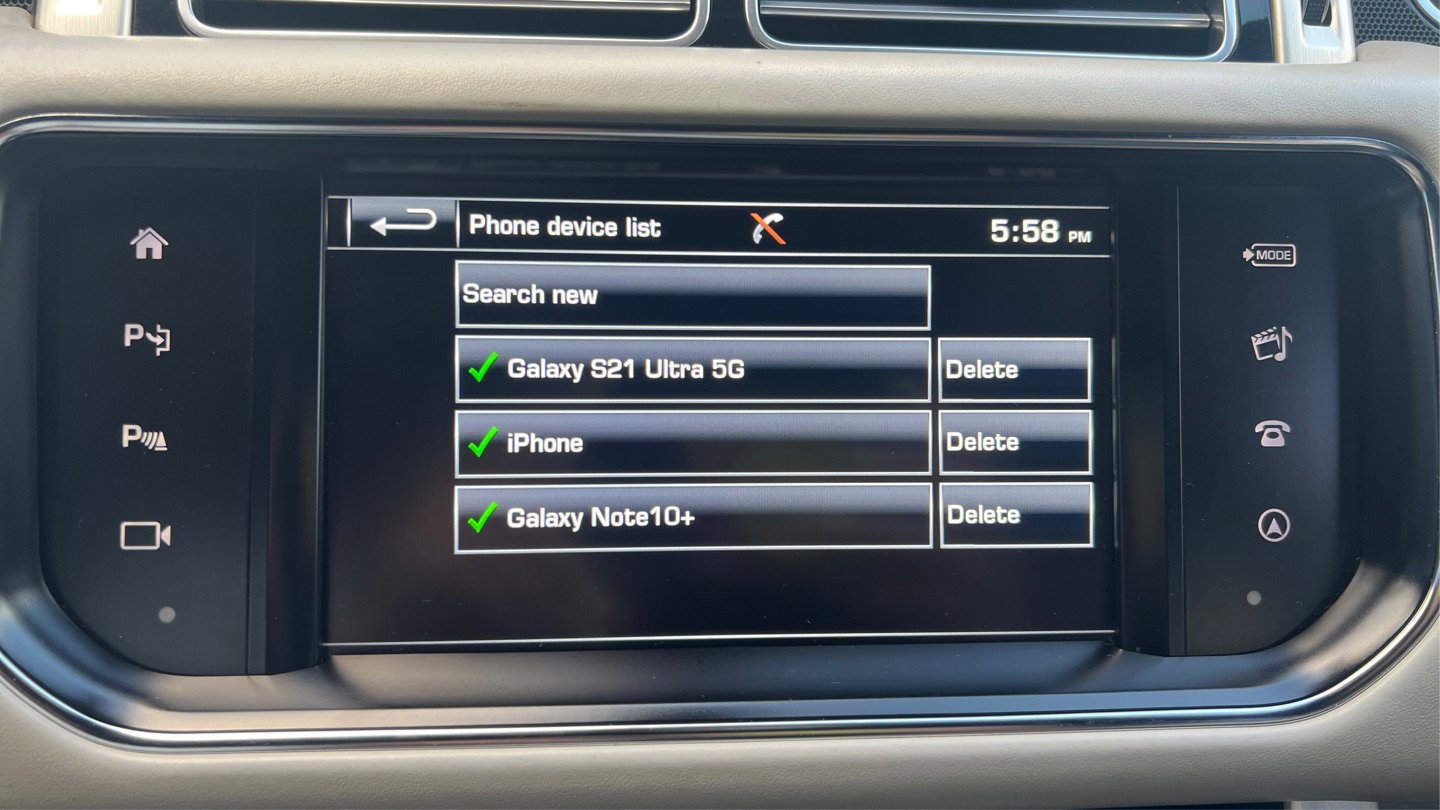 Phone device list
5:58 PM
Search new
Galaxy S21 Ultra 5G
Delete
iPhone
Delete
Galaxy Note10+
Delete
P
P
MODE